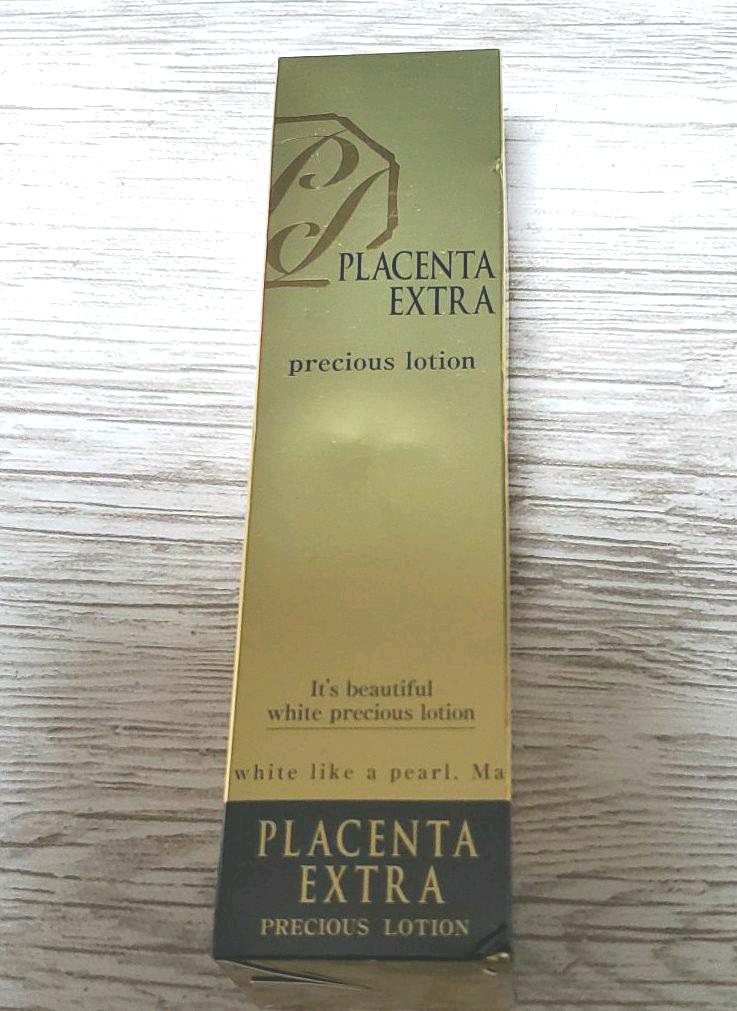 PLACENTA
EXTRA
precious lotion
It's beautiful
white precious lotion
white like a pearl. Ma
PLACENTA
EXTRA
PRECIOUS LOTION